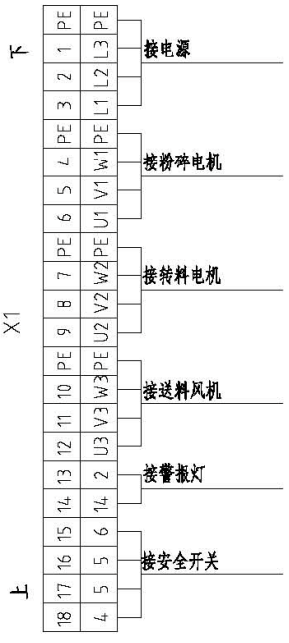 下
X1
上
PE PE
1 L3
2 L2
3 L1
接电源
PE PE
4 W1
5 V1
6 U1
接粉碎电机
PE PE
7 W2
8 V2
9 U2
接转料电机
PE PE
10 W3
11 V3
12 U3
接送料风机
13 2
14 14
接警报灯
15 6
16 5
17 5
18 4
接安全开关